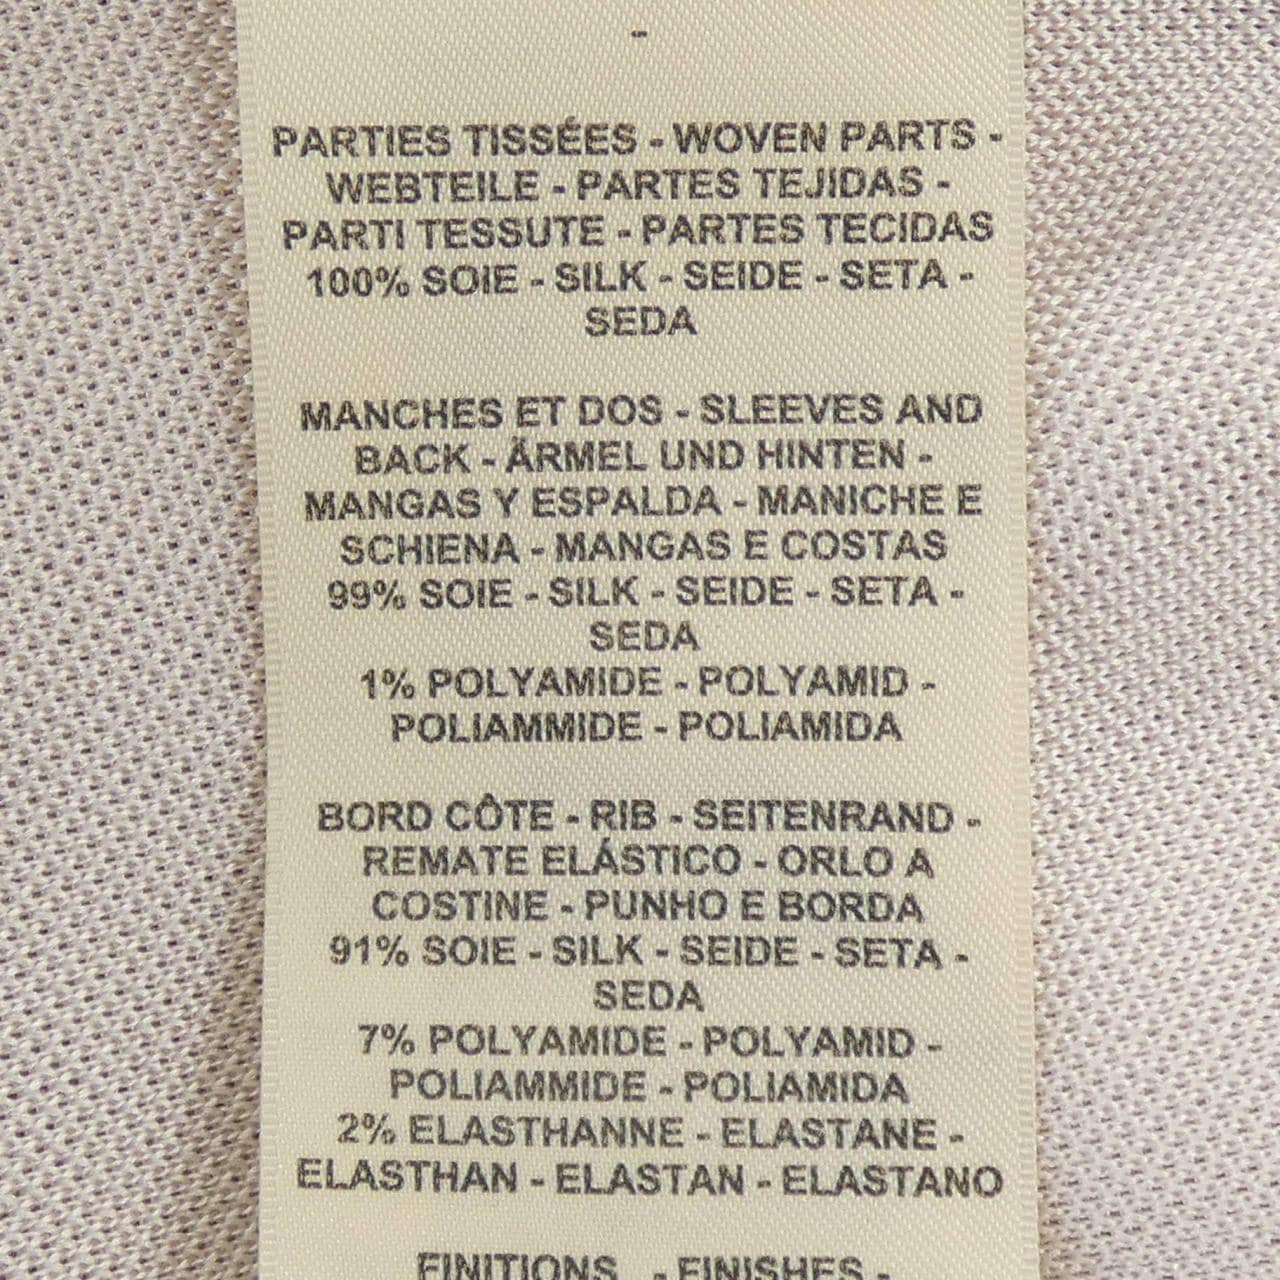 -
PARTIES TISSÉES - WOVEN PARTS -
WEBTEILE - PARTES TEJIDAS -
PARTI TESSUTE - PARTES TECIDAS
100% SOIE - SILK - SEIDE - SETA -
SEDA
MANCHES ET DOS - SLEEVES AND
BACK - ÄRMEL UND HINTEN -
MANGAS Y ESPALDA - MANICHE E
SCHIENA - MANGAS E COSTAS
99% SOIE - SILK - SEIDE - SETA -
SEDA
1% POLYAMIDE - POLYAMID -
POLIAMMIDE - POLIAMIDA
BORD CÔTE - RIB - SEITENRAND -
REMATE ELÁSTICO - ORLO A
COSTINE - PUNHO E BORDA
91% SOIE - SILK - SEIDE - SETA -
SEDA
7% POLYAMIDE - POLYAMID -
POLIAMMIDE - POLIAMIDA
2% ELASTHANNE - ELASTANE -
ELASTHAN - ELASTAN - ELASTANO
FINITIONS - FINISHES -